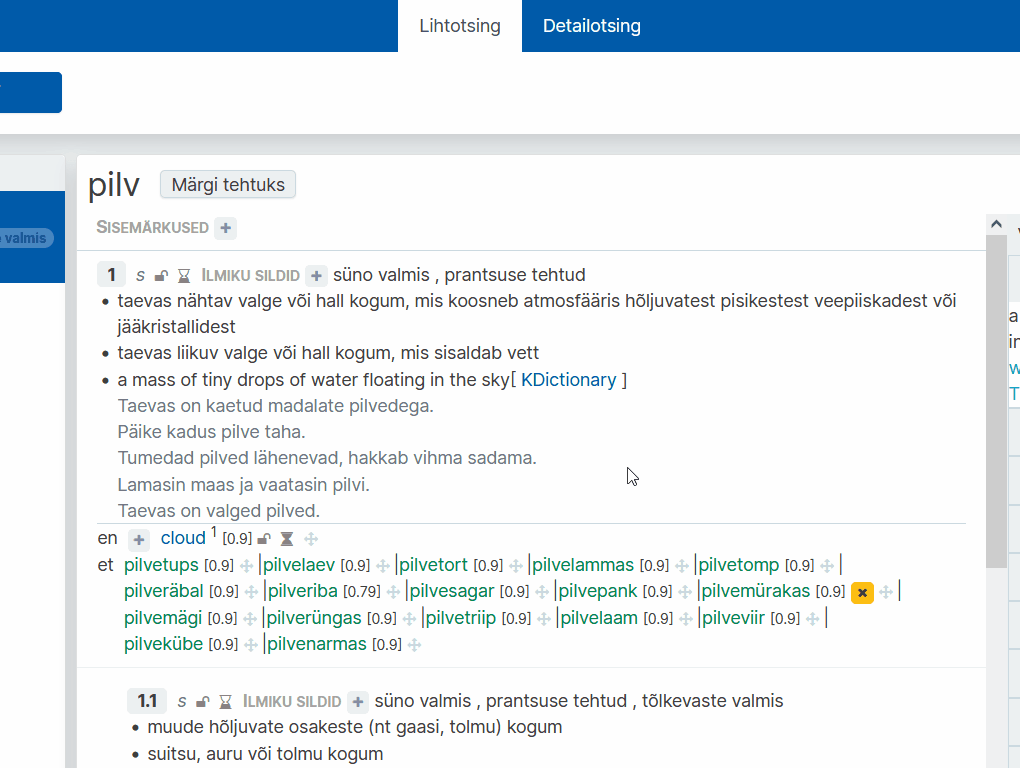 Lihtotsing Detailotsing
valmis
pilv Märgi tehtuks
SISEMÄRKUSED +
1 s ILMIKU SILDID + süno valmis , prantsuse tehtud
• taevas nähtav valge või hall kogum, mis koosneb atmosfääris hõljuvatest pisikestest veepiiskadest või
jääkristallidest
• taevas liikuv valge või hall kogum, mis sisaldab vett
• a mass of tiny drops of water floating in the sky[ KDictionary ]
Taevas on kaetud madalate pilvedega.
Päike kadus pilve taha.
Tumedad pilved lähenevad, hakkab vihma sadama.
Lamasin maas ja vaatasin pilvi.
Taevas on valged pilved.
en + cloud 1 [0.9]
et pilvetups [0.9] |pilvelaev [0.9] |pilvetort [0.9] |pilvelammas [0.9] |pilvetomp [0.9] |
pilveräbal [0.9] |pilveriba [0.79] |pilvesagar [0.9] |pilvepank [0.9] |pilvemürakas [0.9] |
pilvemägi [0.9] |pilverüngas [0.9] |pilvetriip [0.9] |pilvelaam [0.9] |pilveviir [0.9] |
pilvekübe [0.9] |pilvenarmas [0.9]
1.1 s ILMIKU SILDID + süno valmis , prantsuse tehtud , tõlkevaste valmis
• muude hõljuvate osakeste (nt gaasi, tolmu) kogum
• suitsu, auru või tolmu kogum